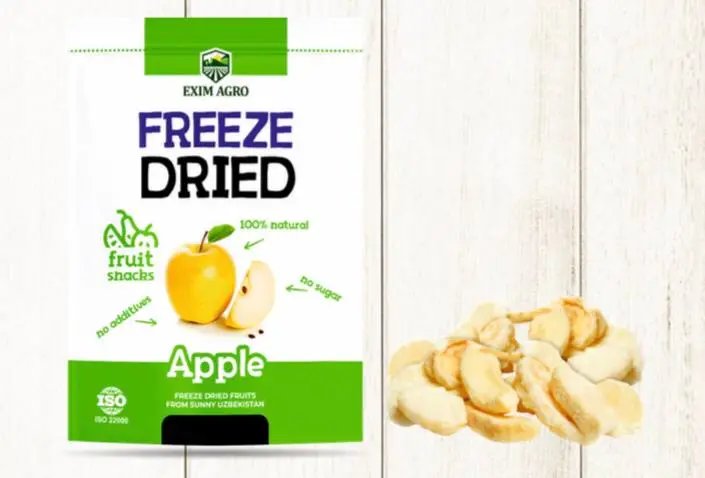 EXIM AGRO
FREEZE
DRIED
100% natural
fruit
snacks
no sugar
no additives
Apple
ISO
ISO 22000
FREEZE DRIED FRUITS
FROM SUNNY UZBEKISTAN